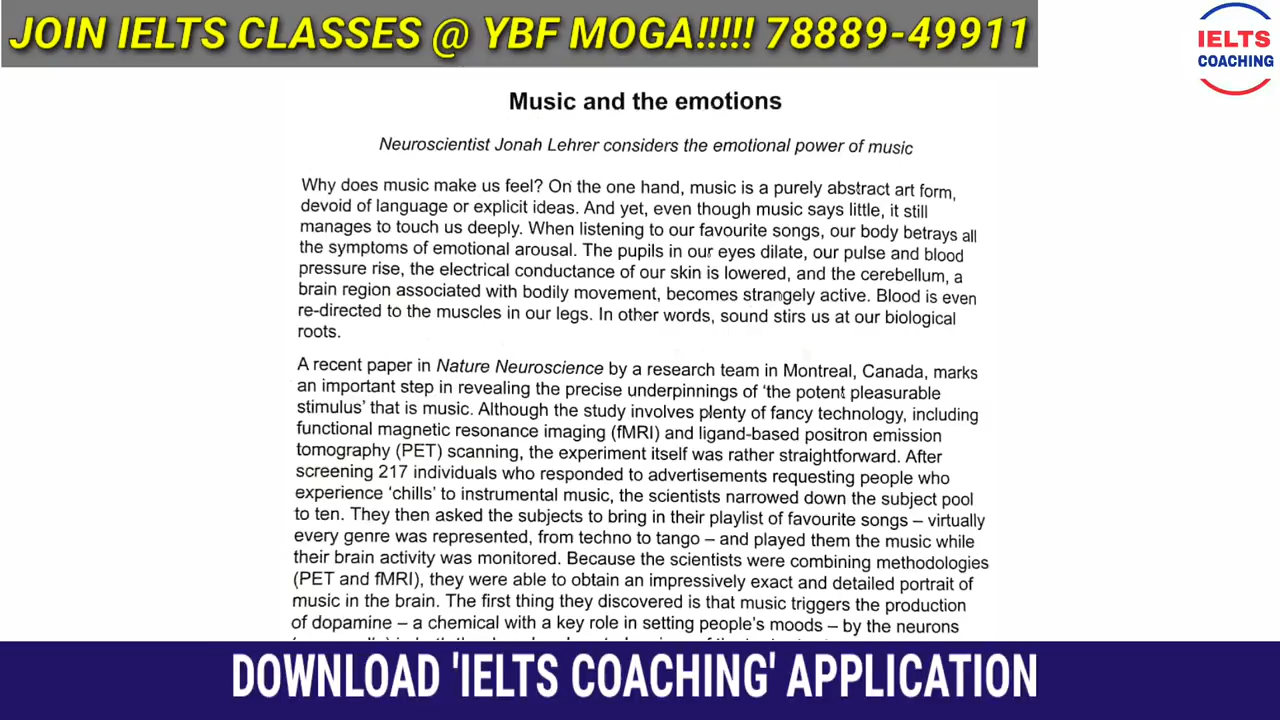 JOIN IELTS CLASSES @ YBF MOGA!!!!! 78889-49911
IELTS
COACHING
Music and the emotions
Neuroscientist Jonah Lehrer considers the emotional power of music
Why does music make us feel? On the one hand, music is a purely abstract art form,
devoid of language or explicit ideas. And yet, even though music says little, it still
manages to touch us deeply. When listening to our favourite songs, our body betrays all
the symptoms of emotional arousal. The pupils in our eyes dilate, our pulse and blood
pressure rise, the electrical conductance of our skin is lowered, and the cerebellum, a
brain region associated with bodily movement, becomes strangely active. Blood is even
re-directed to the muscles in our legs. In other words, sound stirs us at our biological
roots.
A recent paper in Nature Neuroscience by a research team in Montreal, Canada, marks
an important step in revealing the precise underpinnings of 'the potent pleasurable
stimulus' that is music. Although the study involves plenty of fancy technology, including
functional magnetic resonance imaging (fMRI) and ligand-based positron emission
tomography (PET) scanning, the experiment itself was rather straightforward. After
screening 217 individuals who responded to advertisements requesting people who
experience 'chills' to instrumental music, the scientists narrowed down the subject pool
to ten. They then asked the subjects to bring in their playlist of favourite songs – virtually
every genre was represented, from techno to tango – and played them the music while
their brain activity was monitored. Because the scientists were combining methodologies
(PET and fMRI), they were able to obtain an impressively exact and detailed portrait of
music in the brain. The first thing they discovered is that music triggers the production
of dopamine – a chemical with a key role in setting people's moods – by the neurons
DOWNLOAD 'IELTS COACHING' APPLICATION